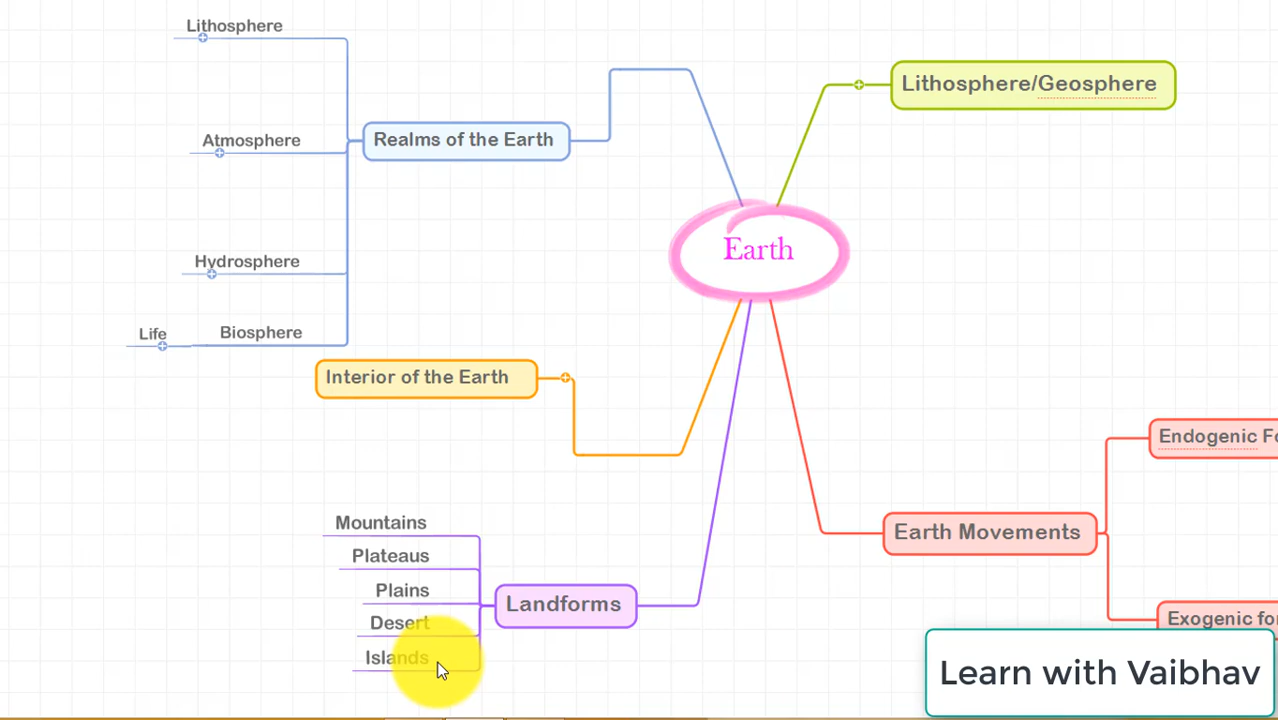 Lithosphere
Lithosphere/Geosphere
Atmosphere
Realms of the Earth
Earth
Hydrosphere
Life
Biosphere
Interior of the Earth
Endogenic Fo
Mountains
Earth Movements
Plateaus
Plains
Landforms
Desert
Exogenic for
Islands
Learn with Vaibhav